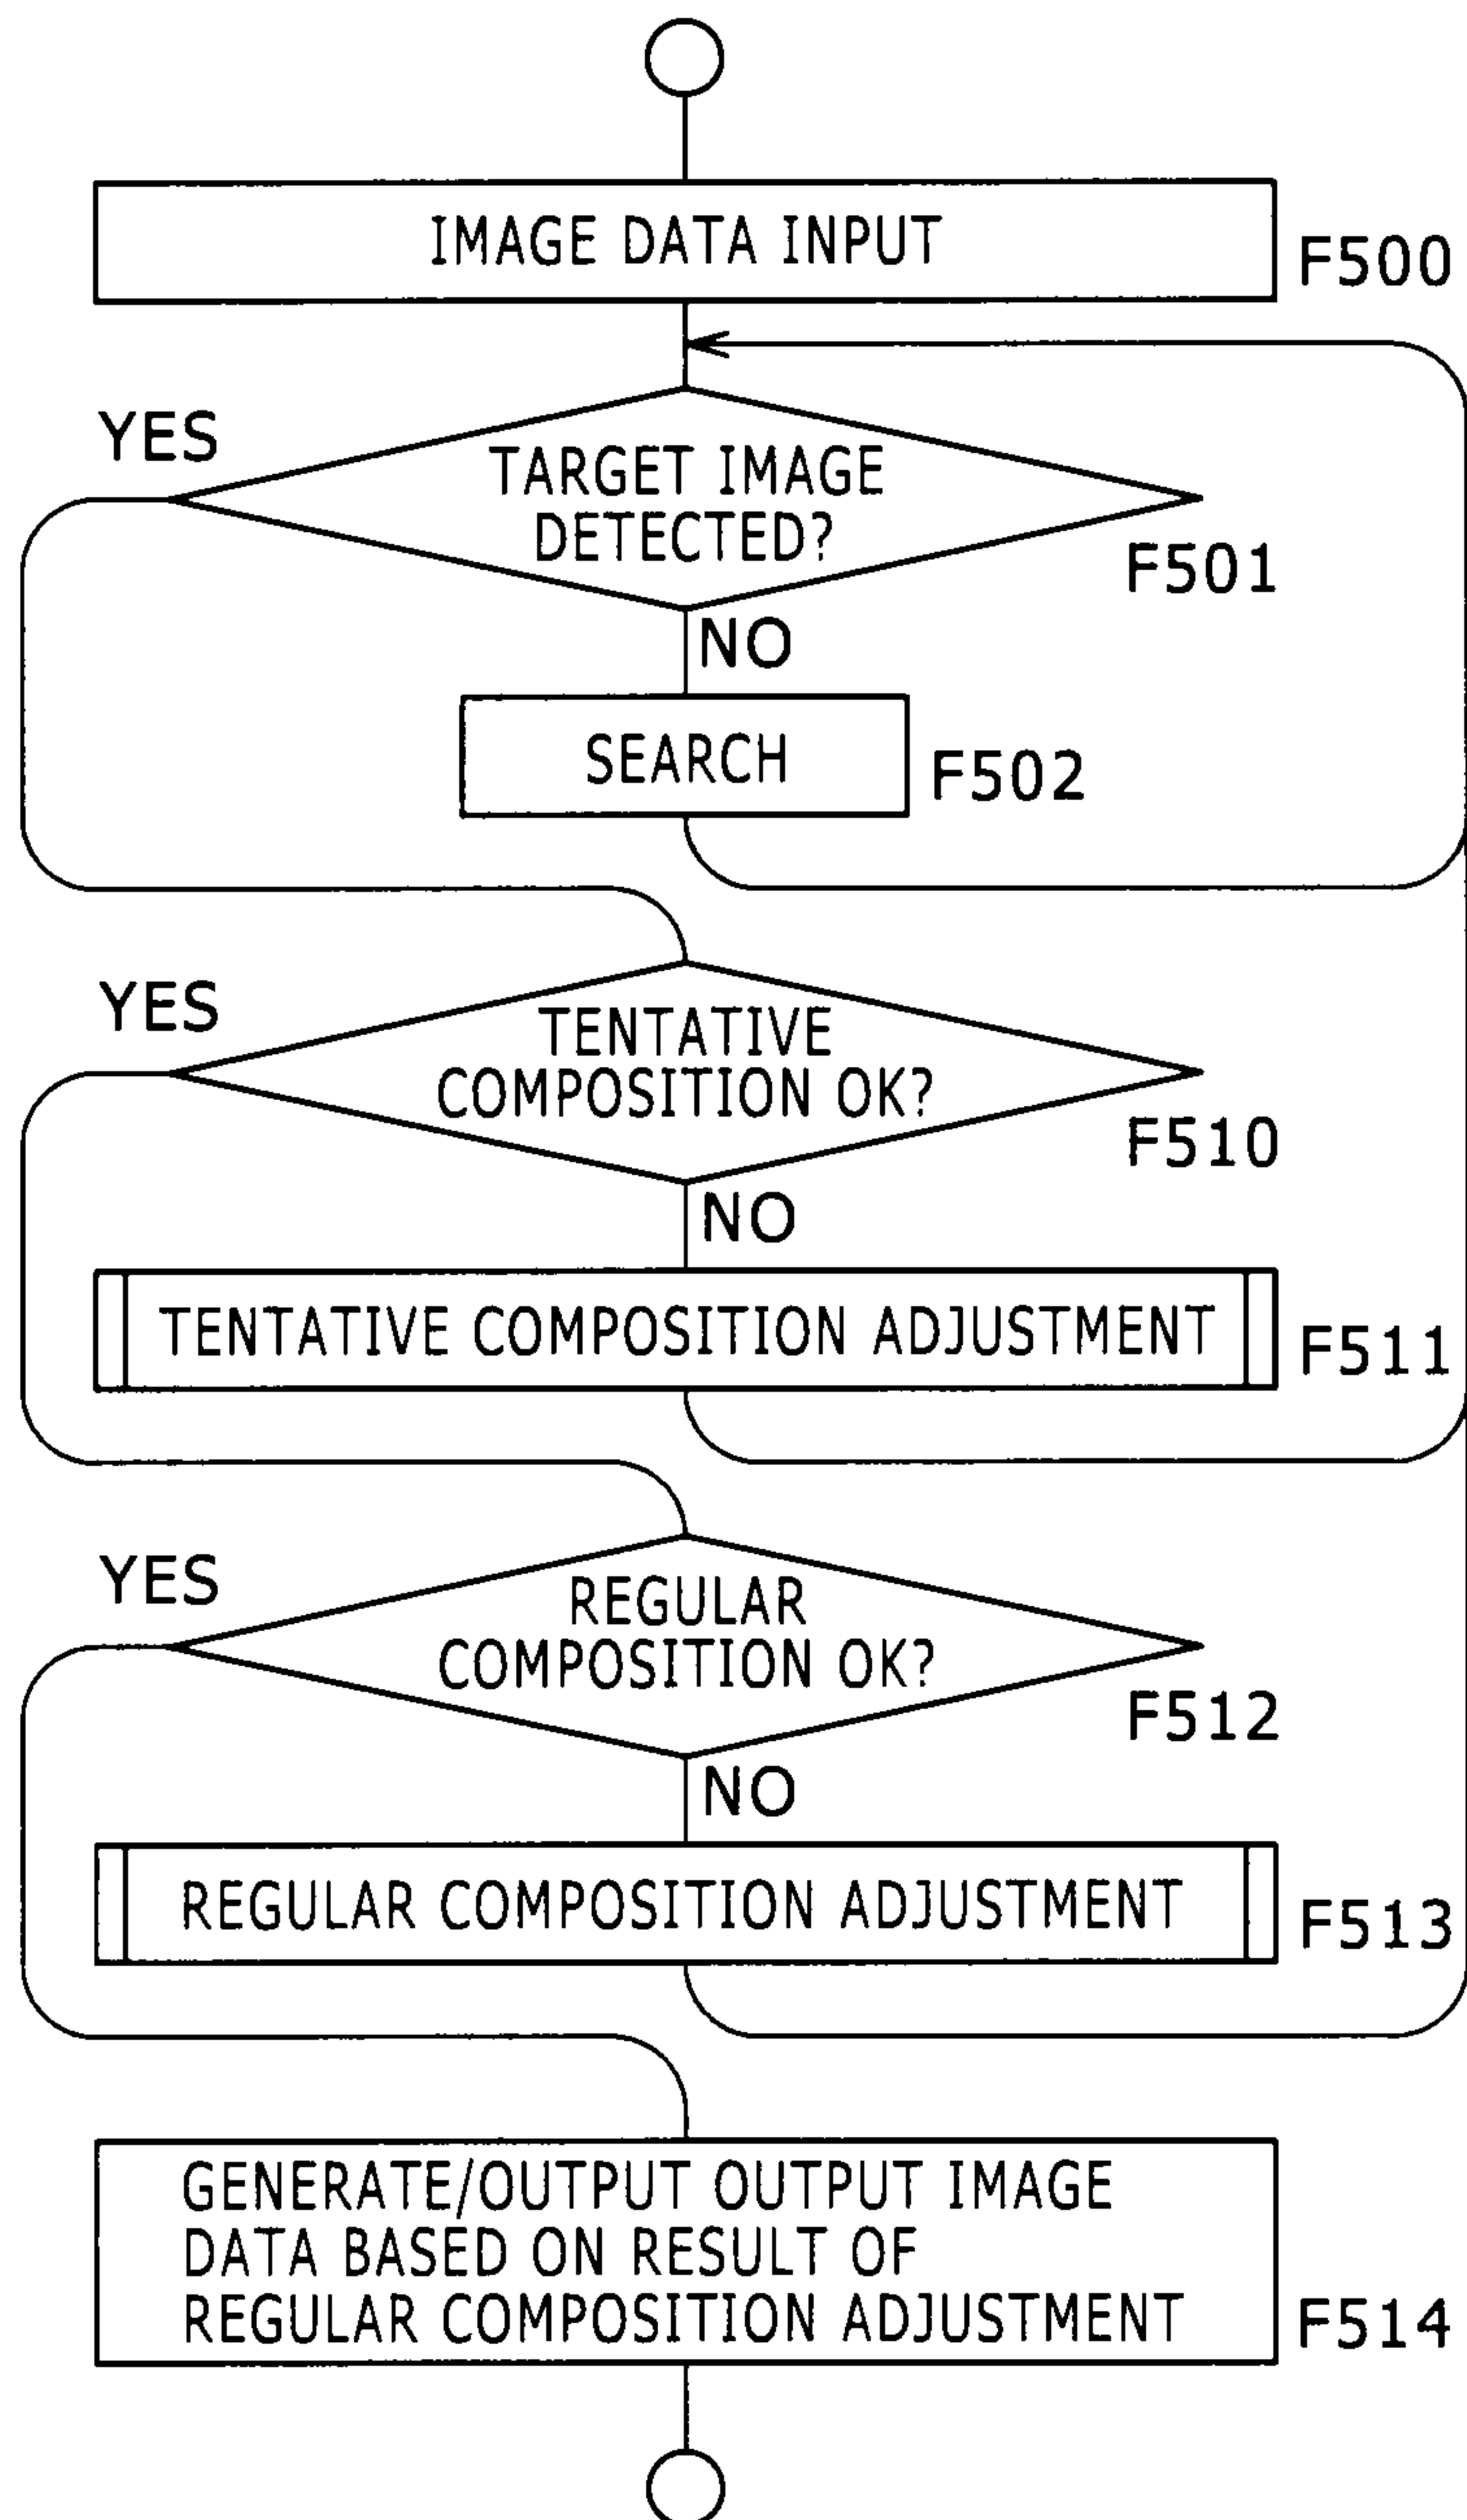 IMAGE DATA INPUT
F500
YES
TARGET IMAGE
DETECTED?
F501
NO
SEARCH
F502
YES
TENTATIVE
COMPOSITION OK?
F510
NO
TENTATIVE COMPOSITION ADJUSTMENT
F511
YES
REGULAR
COMPOSITION OK?
F512
NO
REGULAR COMPOSITION ADJUSTMENT
F513
GENERATE/OUTPUT OUTPUT IMAGE
DATA BASED ON RESULT OF
REGULAR COMPOSITION ADJUSTMENT
F514